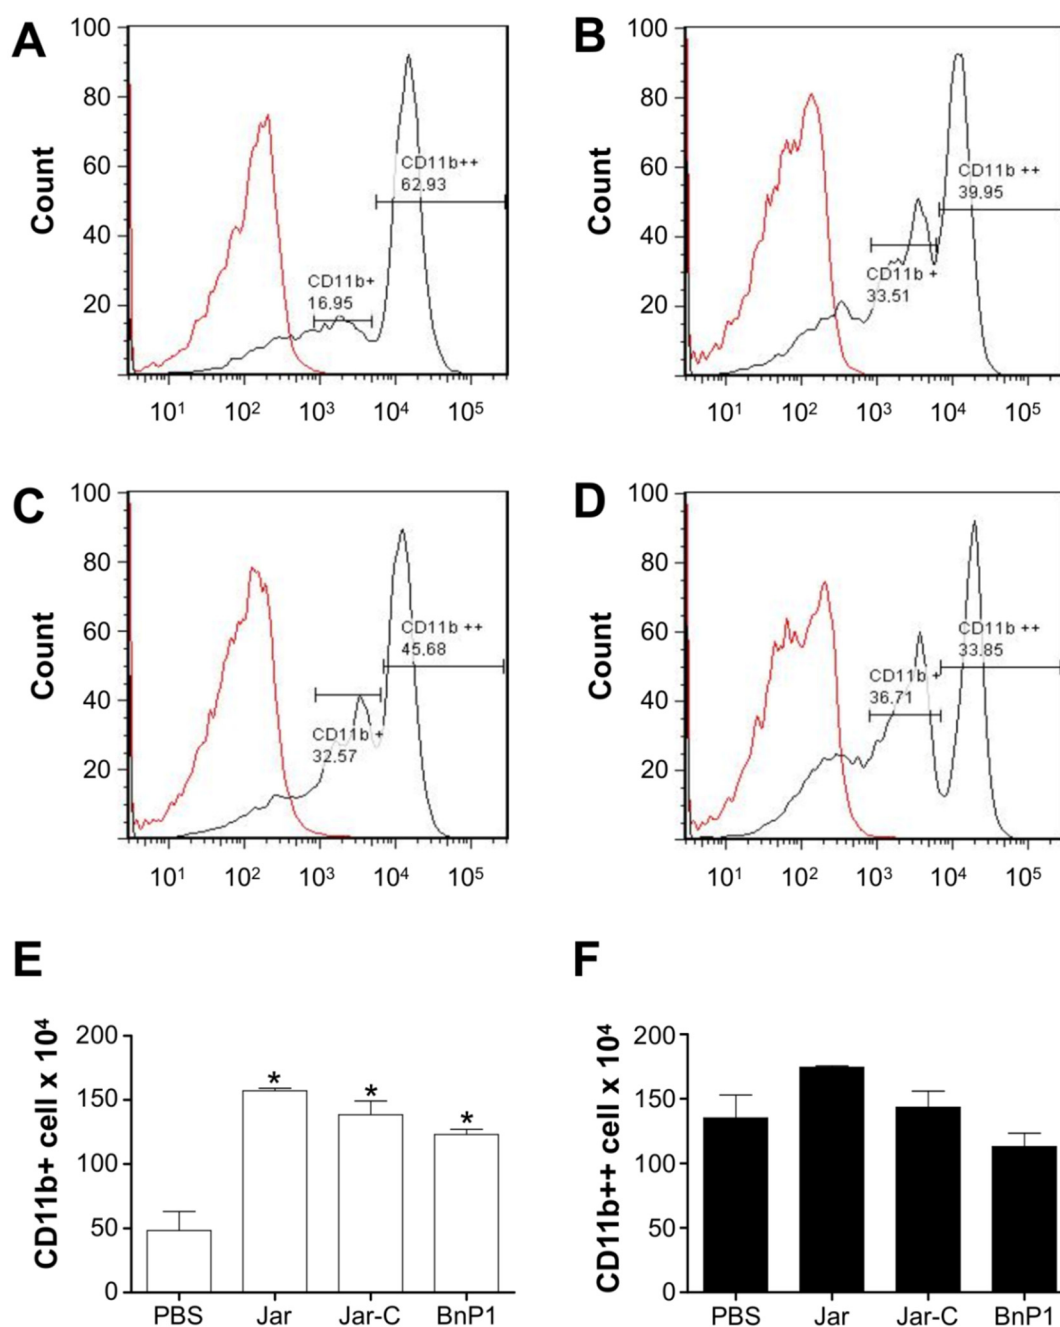 A
100
80
60
40
20
Count
CD11b++
62.93
CD11b+
16.95
10¹ 10² 10³ 10⁴ 10⁵
B
100
80
60
40
20
Count
CD11b ++
39.95
CD11b +
33.51
10¹ 10² 10³ 10⁴ 10⁵
C
100
80
60
40
20
Count
CD11b ++
45.68
CD11b +
32.57
10¹ 10² 10³ 10⁴ 10⁵
D
100
80
60
40
20
Count
CD11b ++
33.85
CD11b +
36.71
10¹ 10² 10³ 10⁴ 10⁵
E
CD11b+ cell x 10⁴
200
150
100
50
0
* * *
PBS Jar Jar-C BnP1
F
CD11b++ cell x 10⁴
200
150
100
50
0
PBS Jar Jar-C BnP1